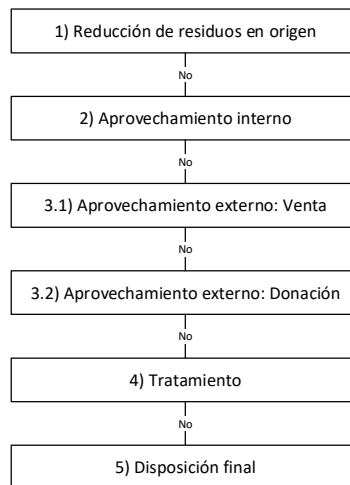 1) Reducción de residuos en origen
No
2) Aprovechamiento interno
No
3.1) Aprovechamiento externo: Venta
No
3.2) Aprovechamiento externo: Donación
No
4) Tratamiento
No
5) Disposición final